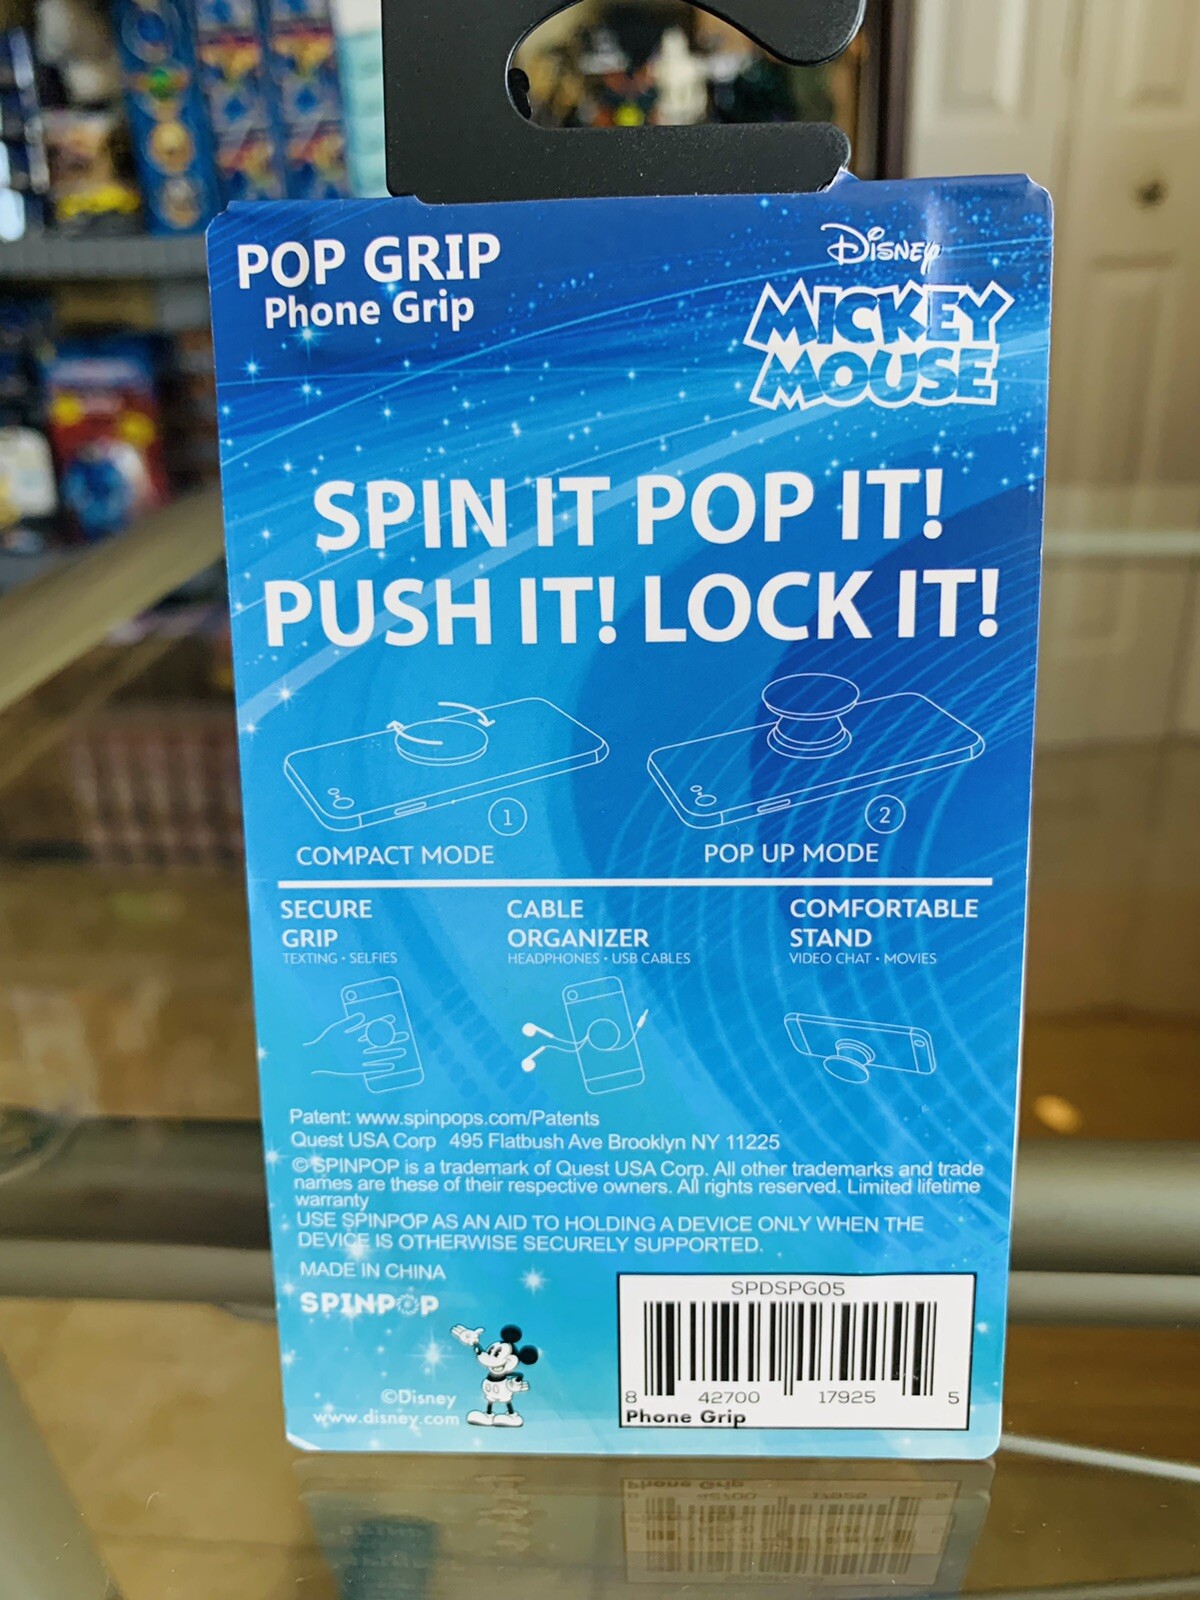 POP GRIP
Phone Grip
Disney
MICKEY
MOUSE
SPIN IT POP IT!
PUSH IT! LOCK IT!
1
2
COMPACT MODE
POP UP MODE
SECURE
GRIP
TEXTING • SELFIES
CABLE
ORGANIZER
HEADPHONES • USB CABLES
COMFORTABLE
STAND
VIDEO CHAT • MOVIES
Patent: www.spinpops.com/Patents
Quest USA Corp 495 Flatbush Ave Brooklyn NY 11225
© SPINPOP is a trademark of Quest USA Corp. All other trademarks and trade
names are these of their respective owners. All rights reserved. Limited lifetime
warranty
USE SPINPOP AS AN AID TO HOLDING A DEVICE ONLY WHEN THE
DEVICE IS OTHERWISE SECURELY SUPPORTED.
MADE IN CHINA
SPINPOP
©Disney
www.disney.com
SPDSPG05
8 42700 17925 5
Phone Grip